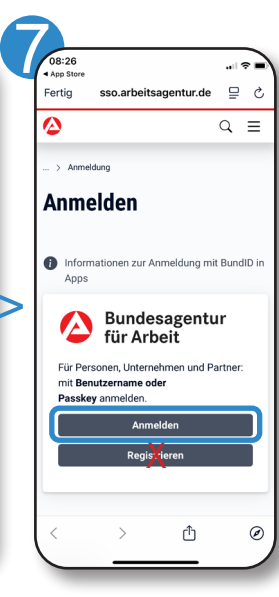 7
08:26
◀ App Store
Fertig sso.arbeitsagentur.de
... > Anmeldung
Anmelden
Informationen zur Anmeldung mit BundID in
Apps
Bundesagentur
für Arbeit
Für Personen, Unternehmen und Partner:
mit Benutzername oder
Passkey anmelden.
Anmelden
Registrieren